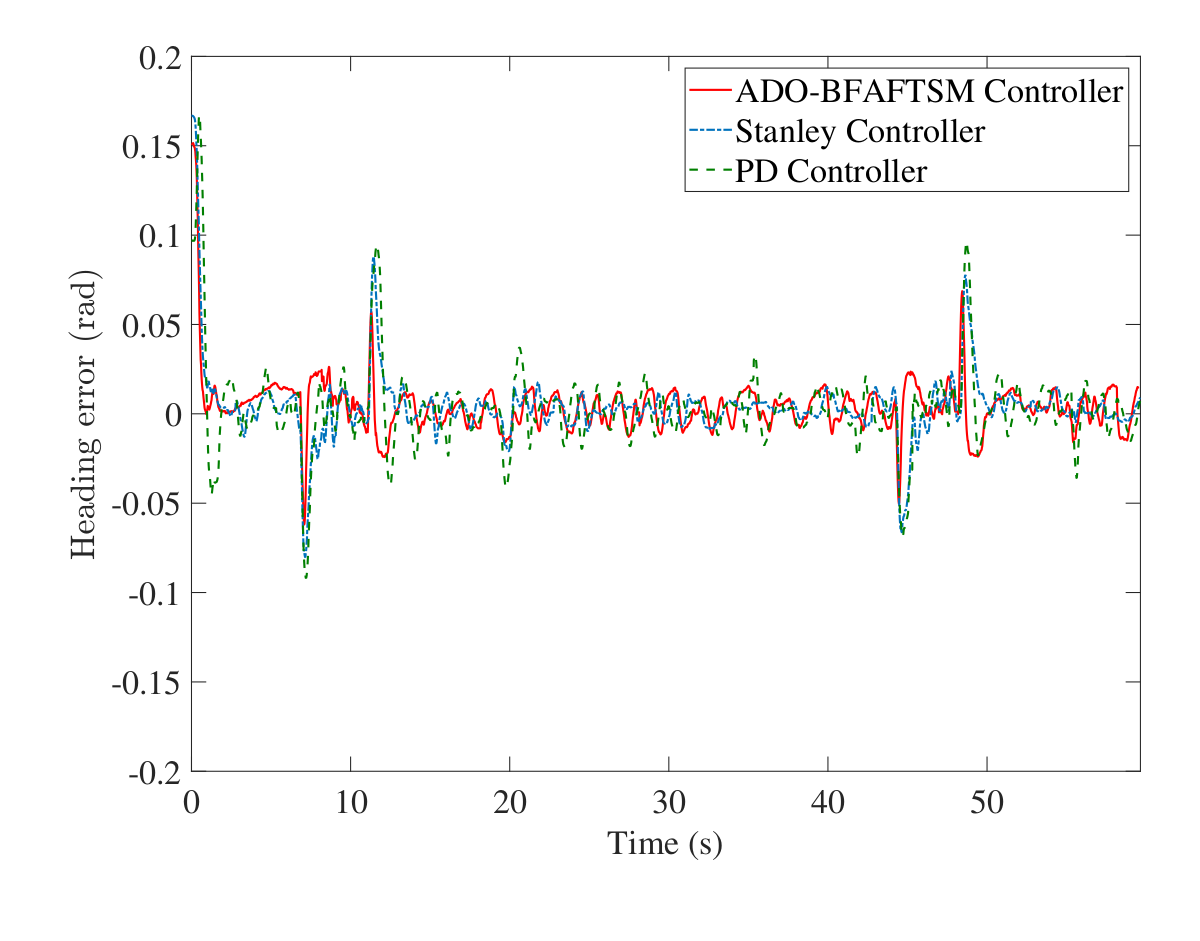 0.2
0.15
0.1
0.05
0
-0.05
-0.1
-0.15
-0.2
Heading error (rad)
ADO-BFAFTSM Controller
Stanley Controller
PD Controller
0 10 20 30 40 50
Time (s)